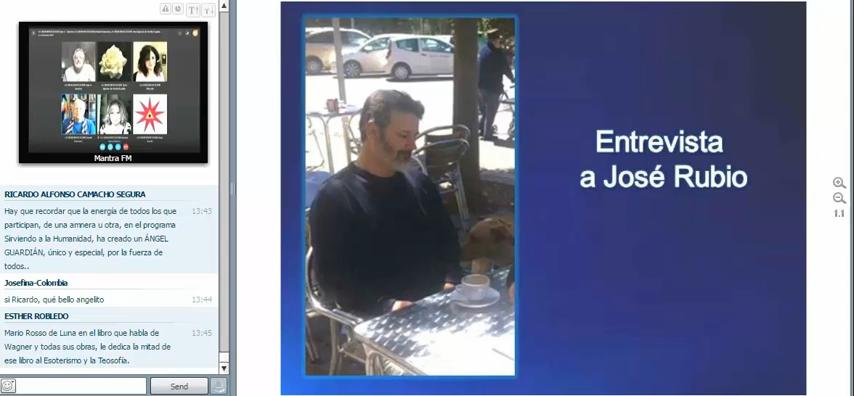 Mantra FM
RICARDO ALFONSO CAMACHO SEGURA
Hay que recordar que la energía de todos los que 13:43
participan, de una amnera u otra, en el programa
Sirviendo a la Humanidad, ha creado un ÁNGEL
GUARDIÁN, único y especial, por la fuerza de
todos..
Josefina-Colombia
si Ricardo, qué bello angelito 13:44
ESTHER ROBLEDO
Mario Rosso de Luna en el libro que habla de 13:45
Wagner y todas sus obras, le dedica la mitad de
ese libro al Esoterismo y la Teosofía.
Send
Entrevista
a José Rubio
1.1